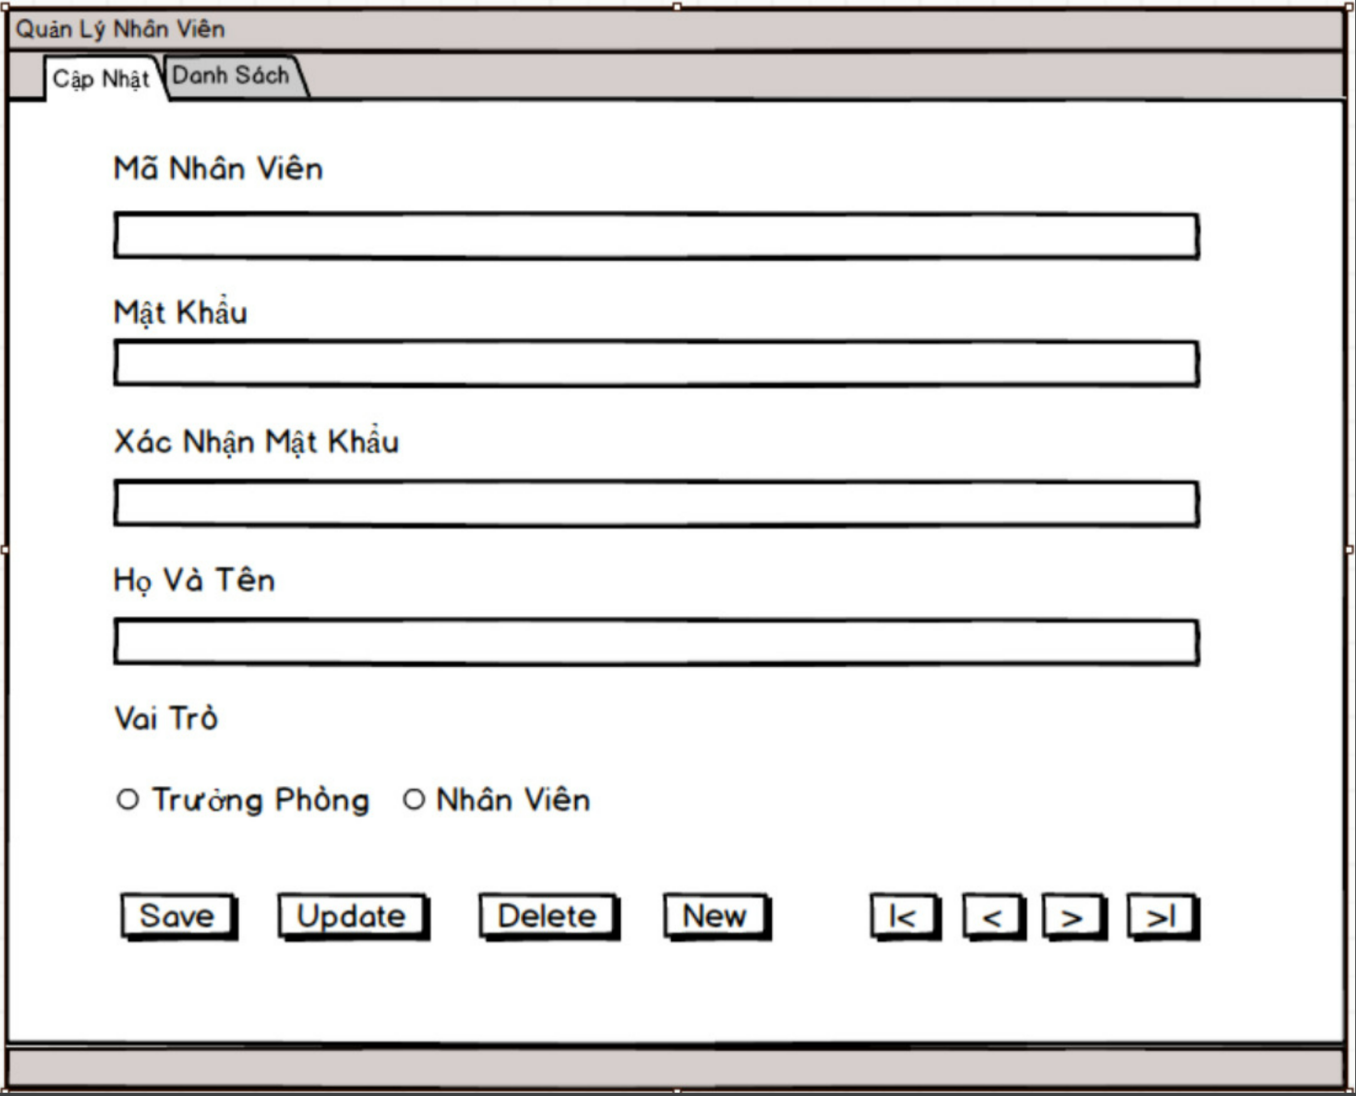 Quản Lý Nhân Viên
Cập Nhật Danh Sách
Mã Nhân Viên
Mật Khẩu
Xác Nhận Mật Khẩu
Họ Và Tên
Vai Trò
Trưởng Phòng Nhân Viên
Save Update Delete New |< < > >|